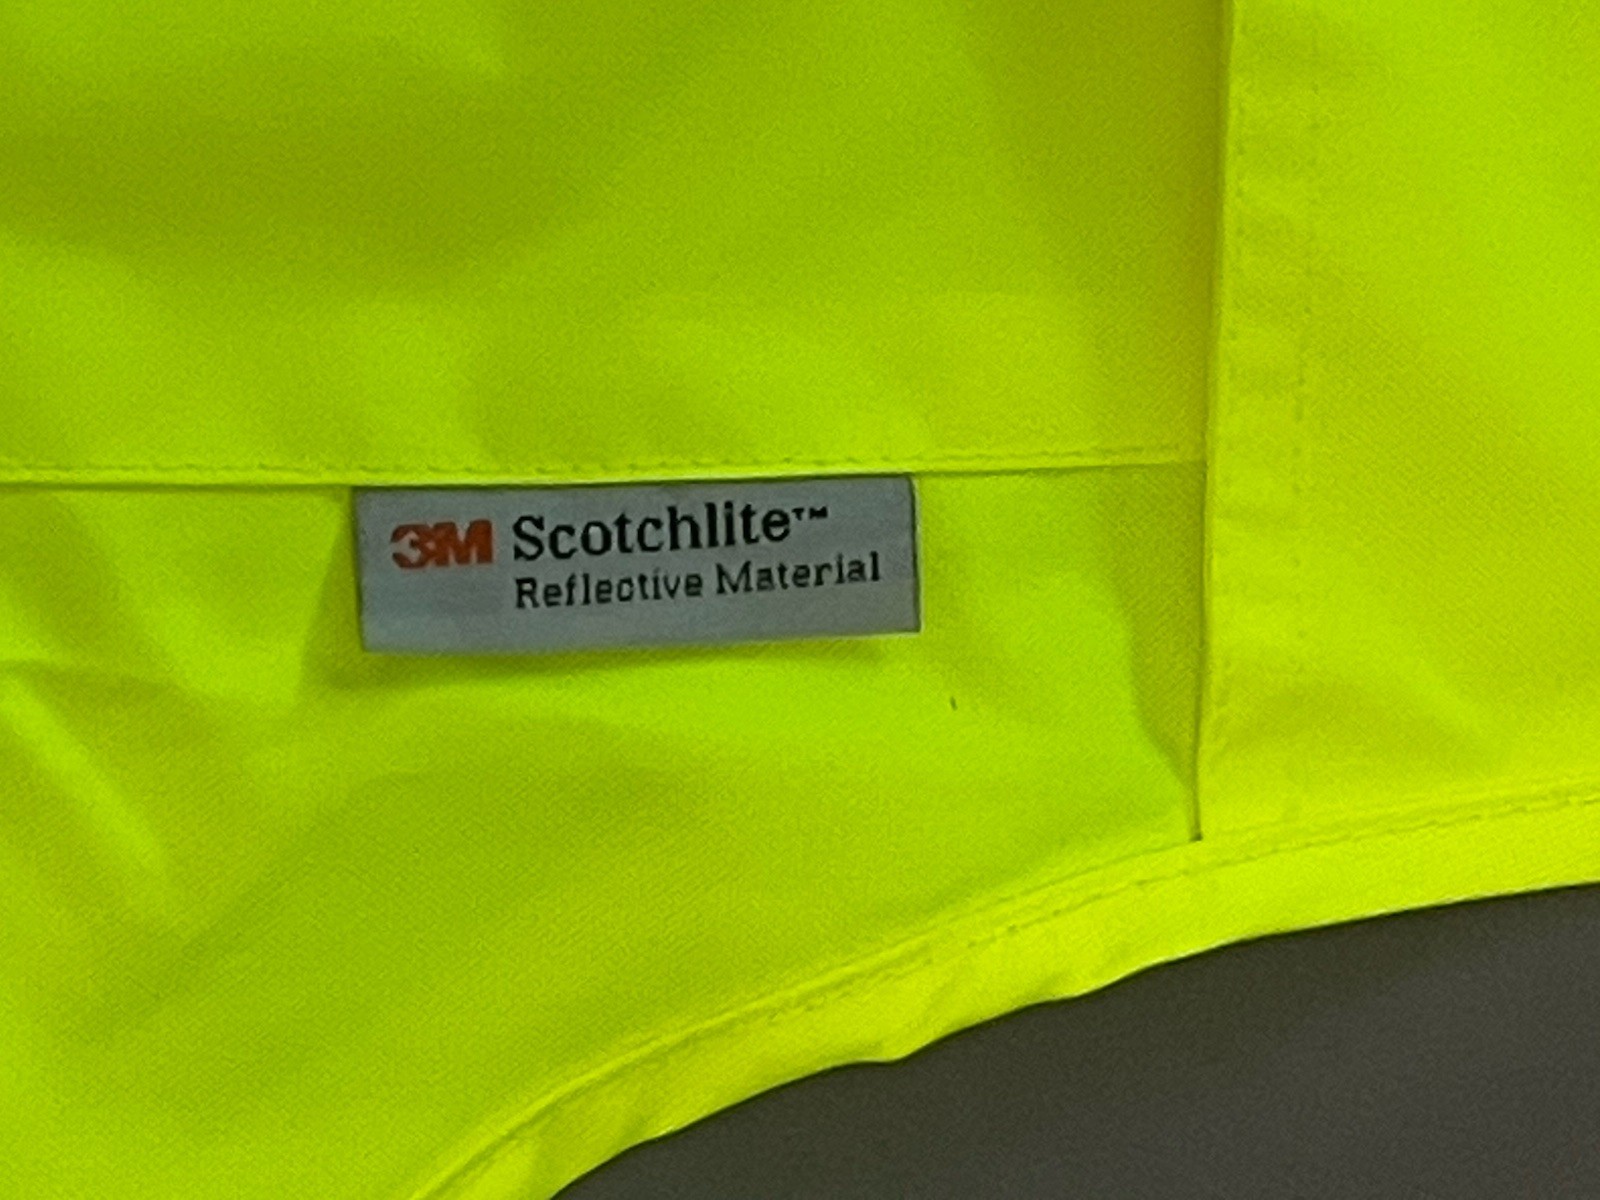 3M Scotchlite™
Reflective Material